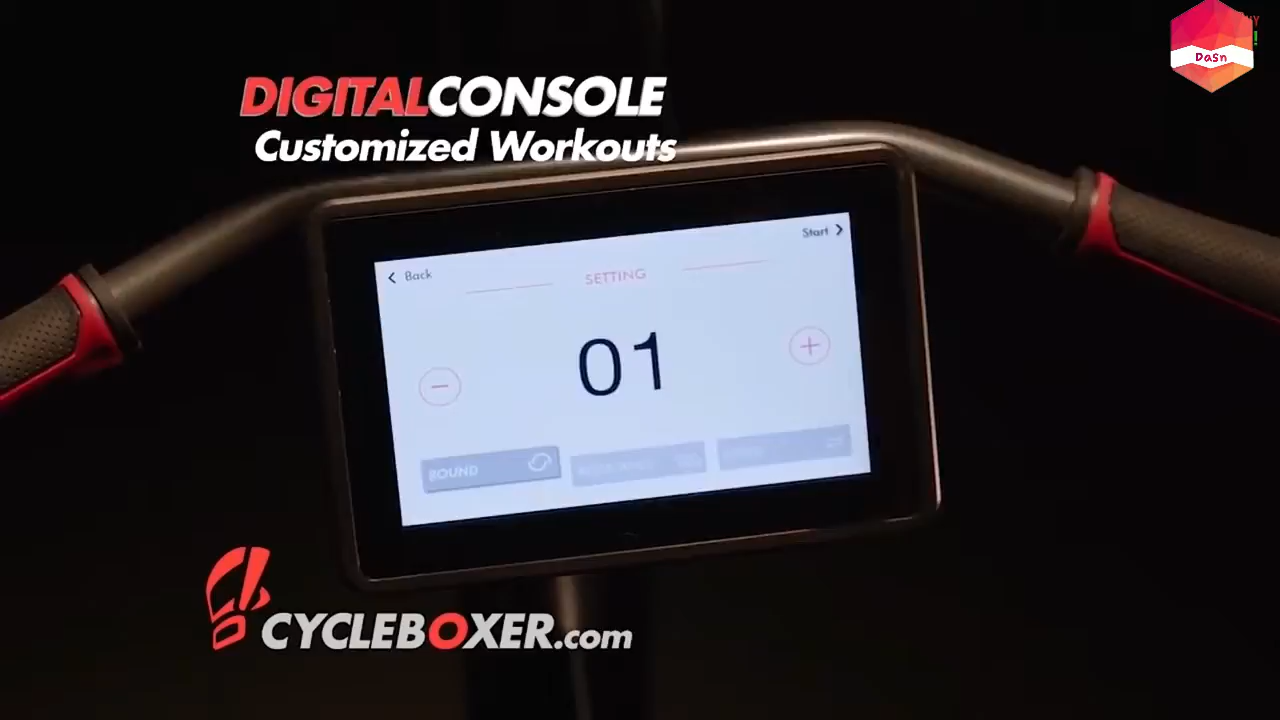 DIGITALCONSOLE
Customized Workouts
DaSn
Start
Back
SETTING
01
ROUND
CYCLEBOXER.com